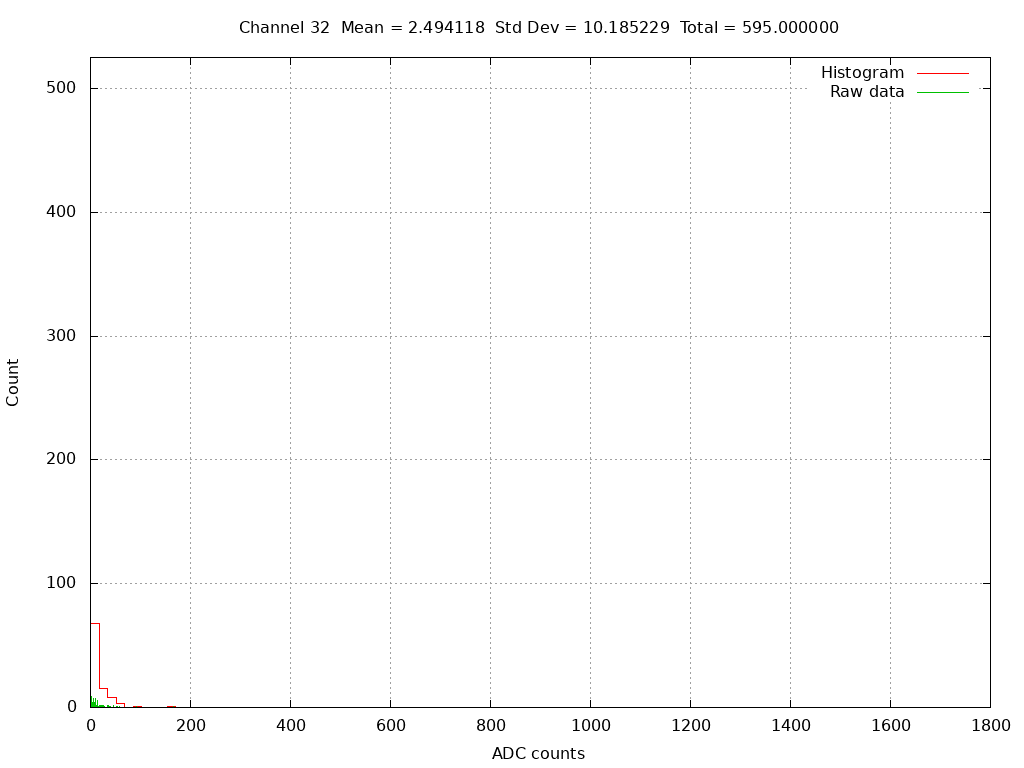 Channel 32  Mean = 2.494118  Std Dev = 10.185229  Total = 595.000000
Histogram
Raw data
500
400
300
200
100
0
Count
0 200 400 600 800 1000 1200 1400 1600 1800
ADC counts